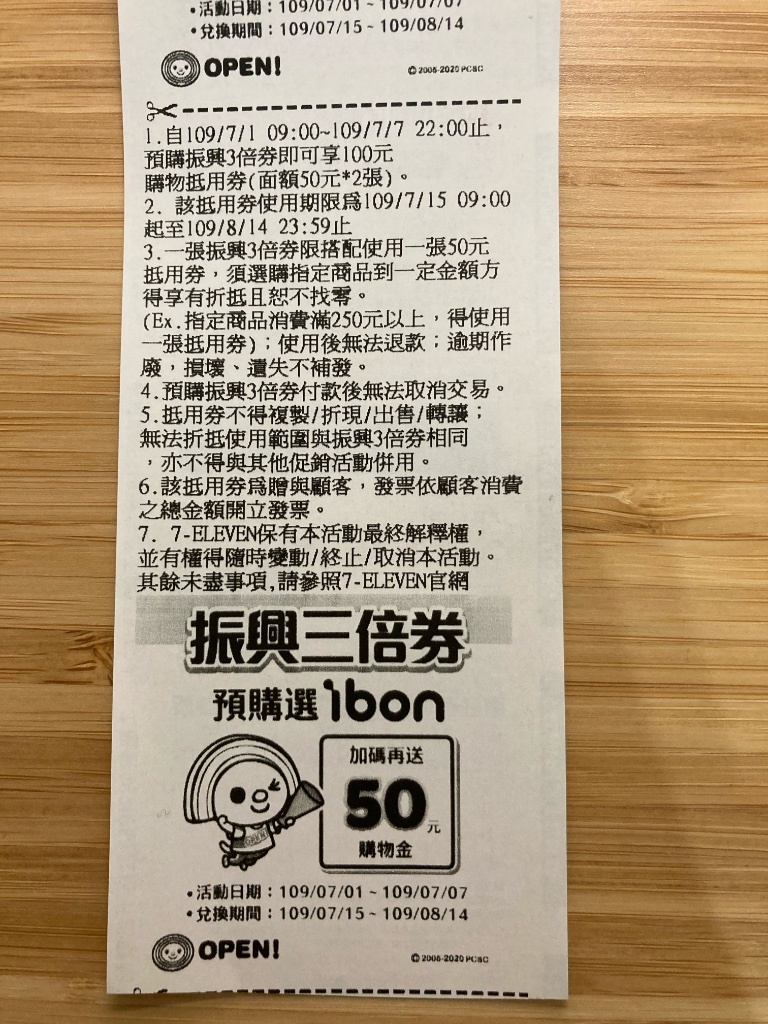 •活動日期：109/07/01~109/07/07
•兌換期間：109/07/15~109/08/14
OPEN!
©2005-2020 PCSC
1.自109/7/1 09:00~109/7/7 22:00止，
預購振興3倍券即可享100元
購物抵用券(面額50元*2張)。
2. 該抵用券使用期限為109/7/15 09:00
起至109/8/14 23:59止
3.一張振興3倍券限搭配使用一張50元
抵用券，須選購指定商品到一定金額方
得享有折抵且恕不找零。
(Ex.指定商品消費滿250元以上，得使用
一張抵用券)；使用後無法退款；逾期作
廢，損壞、遺失不補發。
4.預購振興3倍券付款後無法取消交易。
5.抵用券不得複製/折現/出售/轉讓；
無法折抵使用範圍與振興3倍券相同
，亦不得與其他促銷活動併用。
6.該抵用券為贈與顧客，發票依顧客消費
之總金額開立發票。
7. 7-ELEVEN保有本活動最終解釋權，
並有權得隨時變動/終止/取消本活動。
其餘未盡事項,請參照7-ELEVEN官網
振興三倍券
預購選ibon
加碼再送
50元
購物金
OPEN
•活動日期：109/07/01~109/07/07
•兌換期間：109/07/15~109/08/14
OPEN!
©2005-2020 PCSC